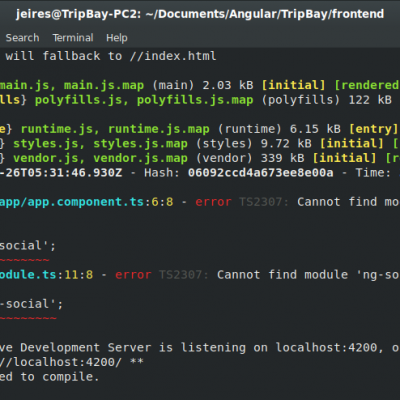 jeires@TripBay-PC2: ~/Documents/Angular/TripBay/frontend
Search Terminal Help
will fallback to //index.html
main.js, main.js.map (main) 2.03 kB [initial] [rendered
lls} polyfills.js, polyfills.js.map (polyfills) 122 kB
e} runtime.js, runtime.js.map (runtime) 6.15 kB [entry]
} styles.js, styles.js.map (styles) 9.72 kB [initial] [
} vendor.js, vendor.js.map (vendor) 339 kB [initial] [r
-26T05:31:46.930Z - Hash: 06092ccd4a673ee8e00a - Time:
app/app.component.ts:6:8 - error TS2307: Cannot find mo
social';
~~~~~~~
odule.ts:11:8 - error TS2307: Cannot find module 'ng-so
-social';
~~~~~~~~
ve Development Server is listening on localhost:4200, o
//localhost:4200/ **
ed to compile.